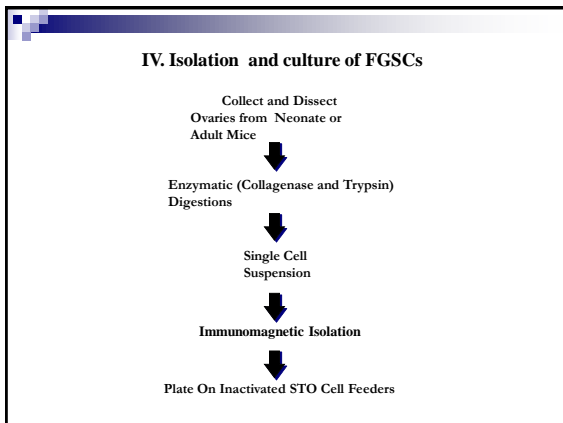 IV. Isolation and culture of FGSCs
Collect and Dissect
Ovaries from Neonate or
Adult Mice
Enzymatic (Collagenase and Trypsin)
Digestions
Single Cell
Suspension
Immunomagnetic Isolation
Plate On Inactivated STO Cell Feeders